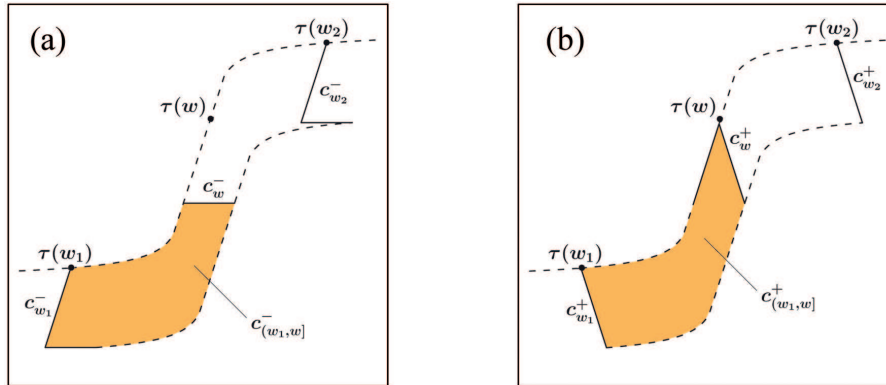 (a)
τ(w₂)
c⁻_{w₂}
τ(w)
c⁻_w
τ(w₁)
c⁻_{w₁}
c⁻_{(w₁,w]}
(b)
τ(w₂)
c⁺_{w₂}
τ(w)
c⁺_w
τ(w₁)
c⁺_{w₁}
c⁺_{(w₁,w]}